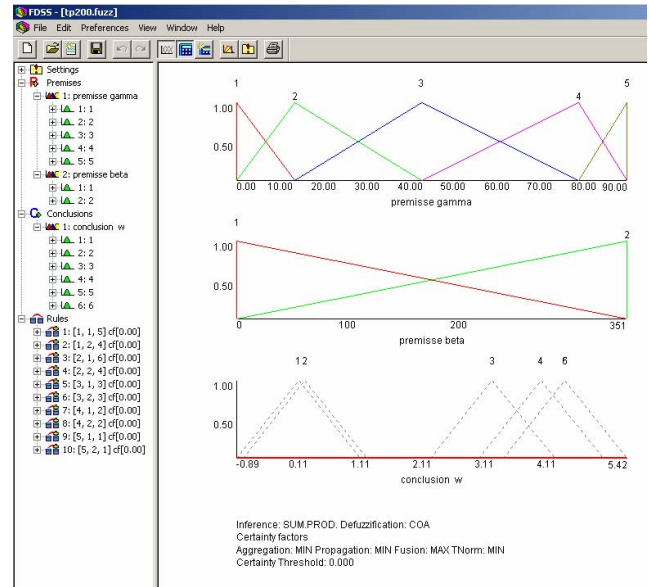 FDSS - [tp200.fuzz]
File Edit Preferences View Window Help
Settings
Premises
1: premisse gamma
1: 1
2: 2
3: 3
4: 4
5: 5
2: premisse beta
1: 1
2: 2
Conclusions
1: conclusion w
1: 1
2: 2
3: 3
4: 4
5: 5
6: 6
Rules
1: [1, 1, 5] cf[0.00]
2: [1, 2, 4] cf[0.00]
3: [2, 1, 6] cf[0.00]
4: [2, 2, 4] cf[0.00]
5: [3, 1, 3] cf[0.00]
6: [3, 2, 3] cf[0.00]
7: [4, 1, 2] cf[0.00]
8: [4, 2, 2] cf[0.00]
9: [5, 1, 1] cf[0.00]
10: [5, 2, 1] cf[0.00]
1 2 3 4 5
1.00
0.50
0.00 10.00 20.00 30.00 40.00 50.00 60.00 70.00 80.00 90.00
premisse gamma
1 2
1.00
0.50
0 100 200 351
premisse beta
1 2 3 4
1.00
0.50
-0.89 0.11 1.11 2.11 3.11 4.11 5.42
conclusion w
Inference: SUM.PROD. Defuzzification: COA
Certainty factors
Aggregation: MIN Propagation: MIN Fusion: MAX TNorm: MIN
Certainty Threshold: 0.000